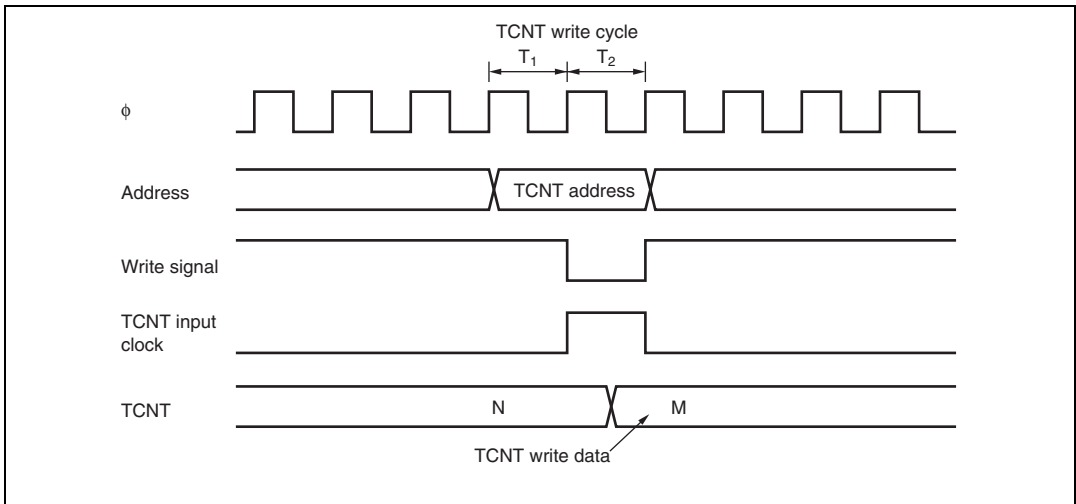 TCNT write cycle
T₁ T₂
ϕ
Address
TCNT address
Write signal
TCNT input
clock
TCNT
N
M
TCNT write data